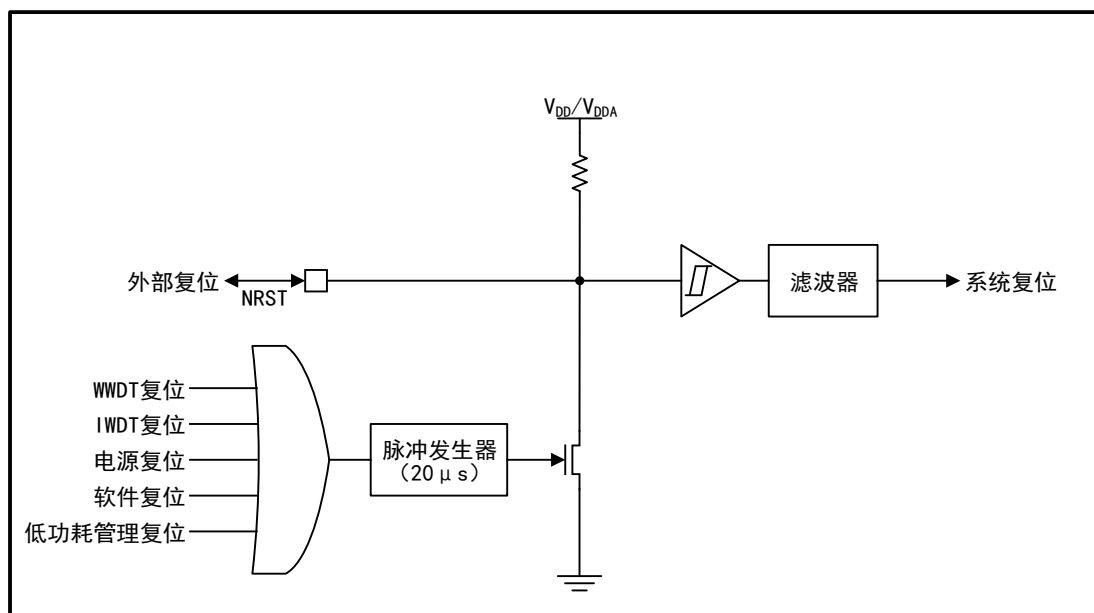 VDD/VDDA
外部复位
NRST
滤波器
系统复位
WWDT复位
IWDT复位
电源复位
软件复位
低功耗管理复位
脉冲发生器
(20μs)